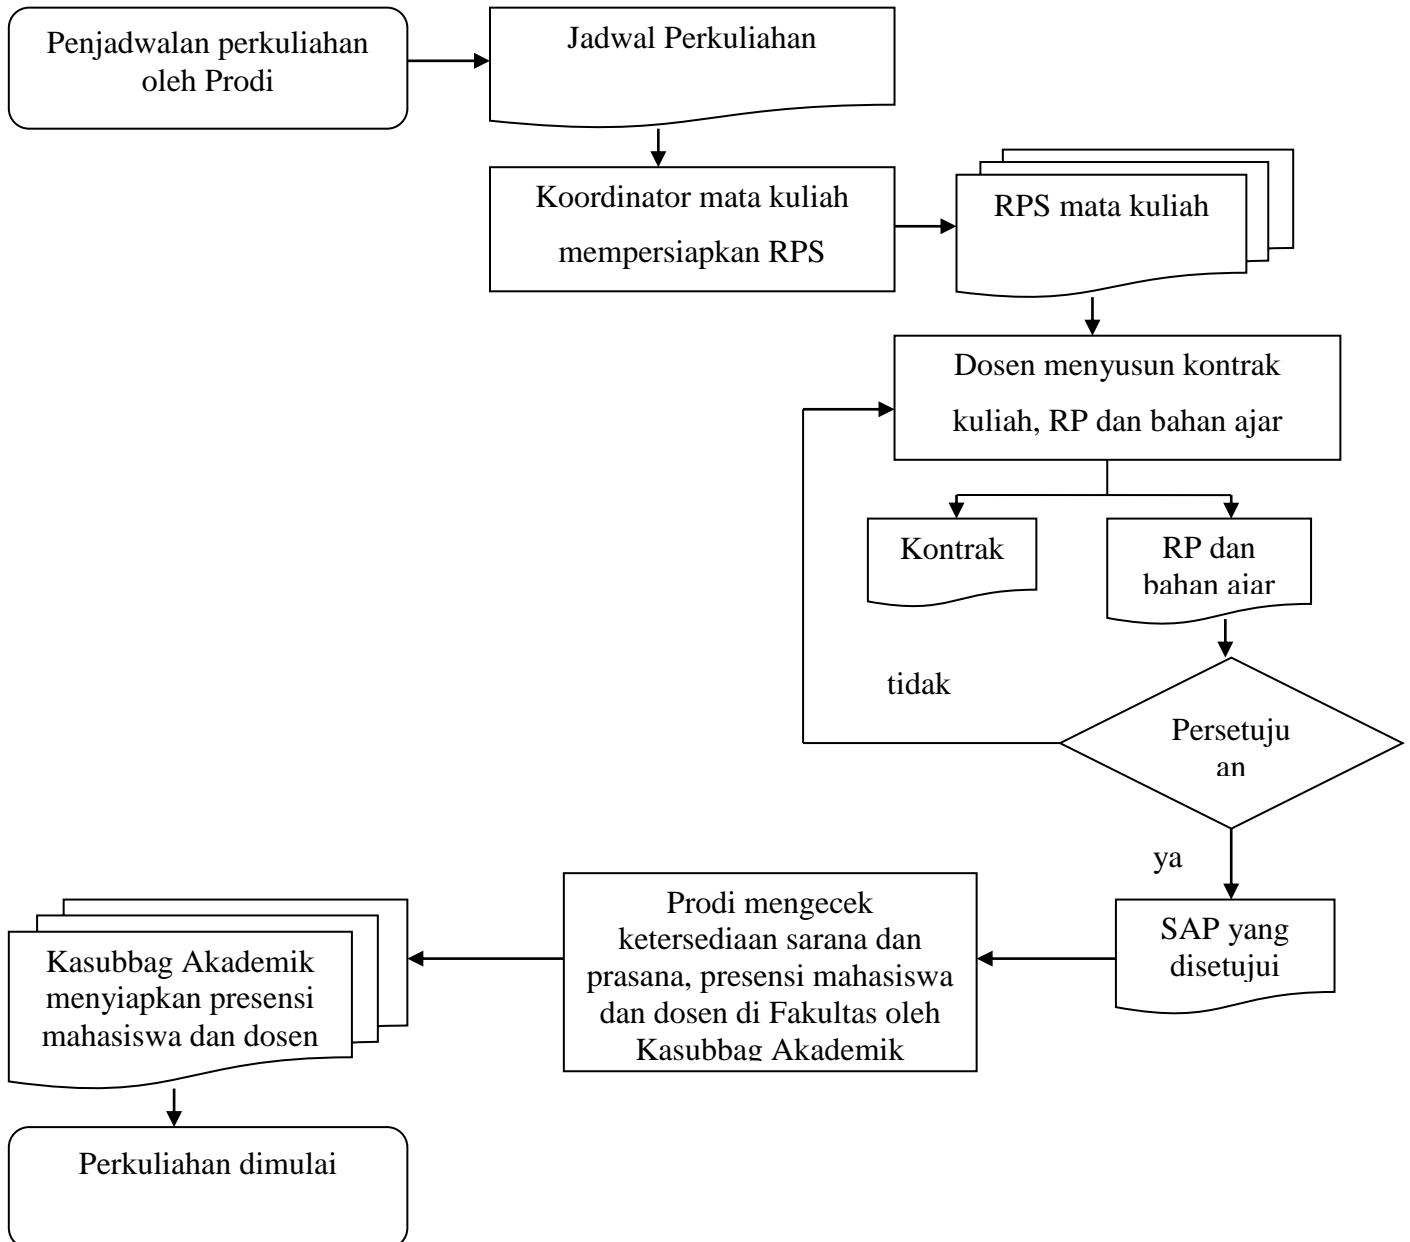 Penjadwalan perkuliahan
oleh Prodi
Jadwal Perkuliahan
Koordinator mata kuliah
mempersiapkan RPS
RPS mata kuliah
Dosen menyusun kontrak
kuliah, RP dan bahan ajar
Kontrak
RP dan
bahan ajar
tidak
Persetuju
an
ya
SAP yang
disetujui
Prodi mengecek
ketersediaan sarana dan
prasana, presensi mahasiswa
dan dosen di Fakultas oleh
Kasubbag Akademik
Kasubbag Akademik
menyiapkan presensi
mahasiswa dan dosen
Perkuliahan dimulai